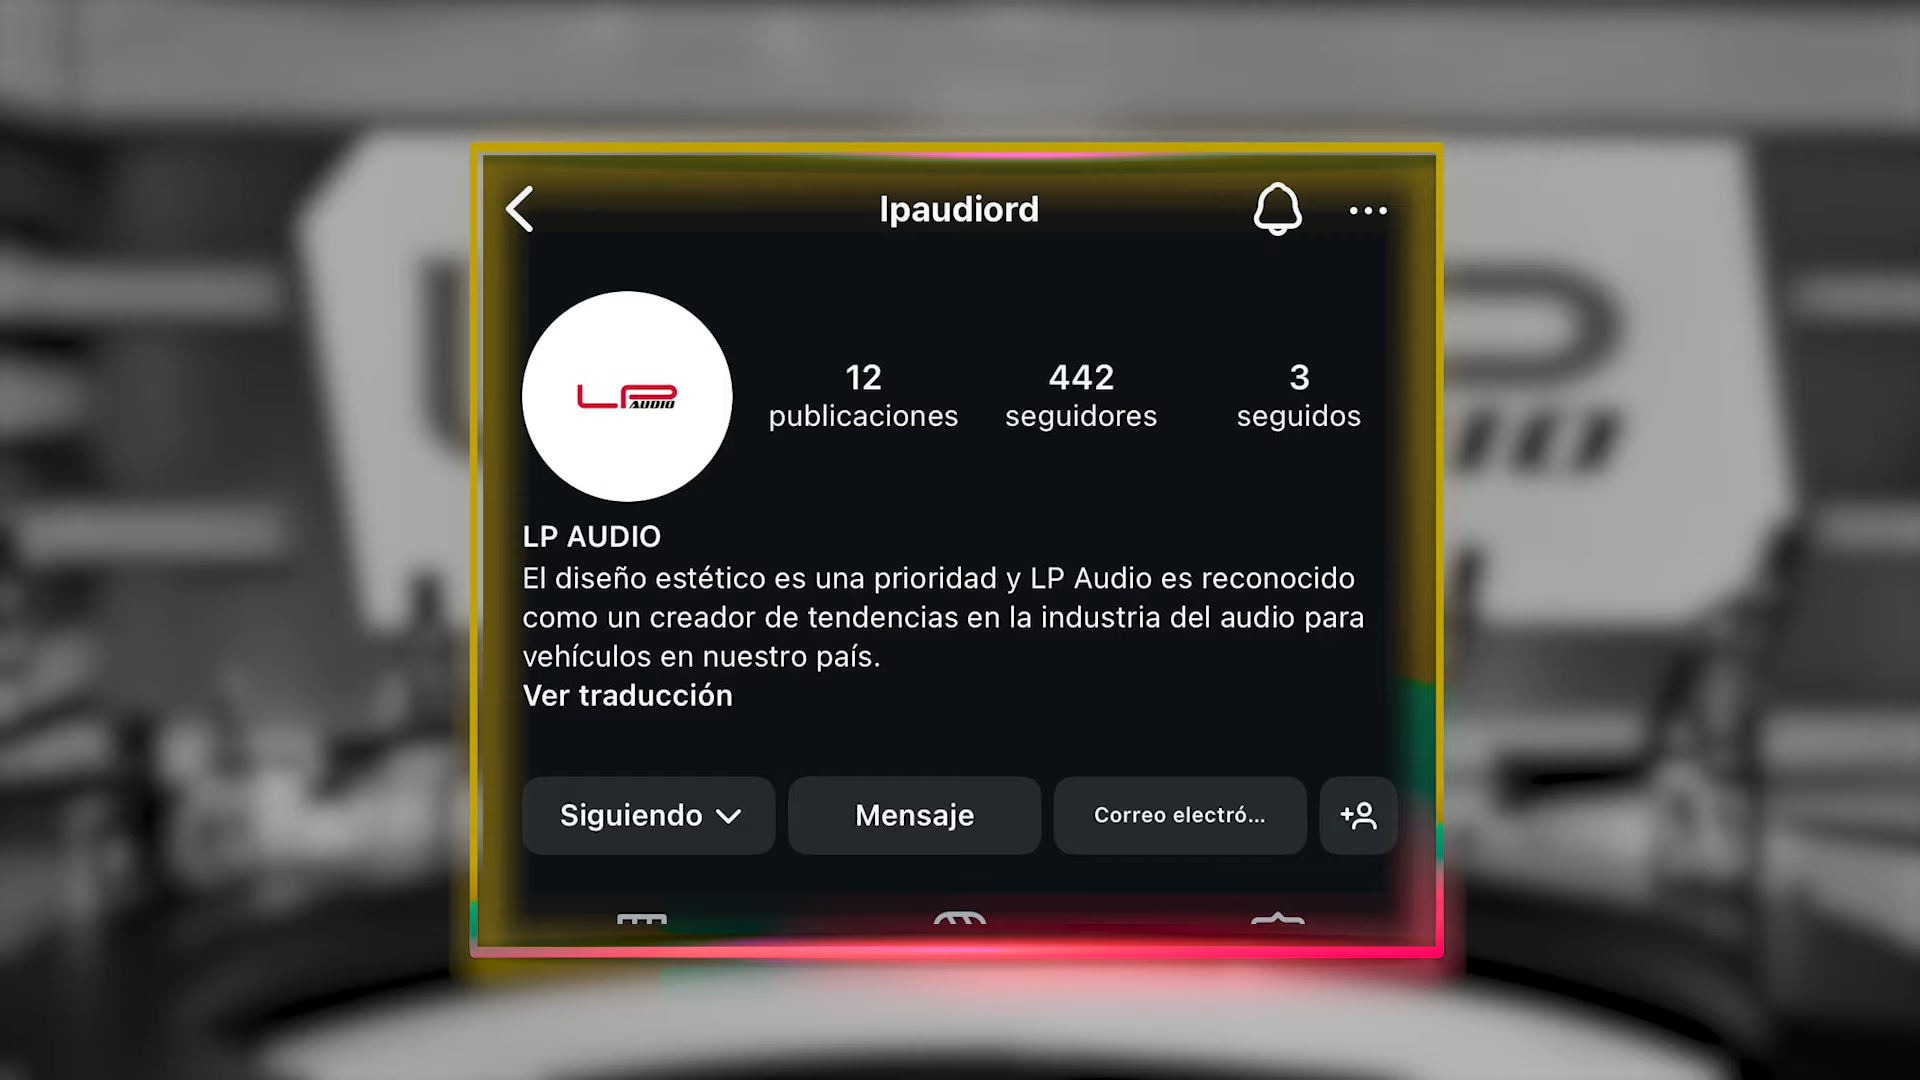 lpaudiord
LP
AUDIO
12
publicaciones
442
seguidores
3
seguidos
LP AUDIO
El diseño estético es una prioridad y LP Audio es reconocido
como un creador de tendencias en la industria del audio para
vehículos en nuestro país.
Ver traducción
Siguiendo
Mensaje
Correo electró...